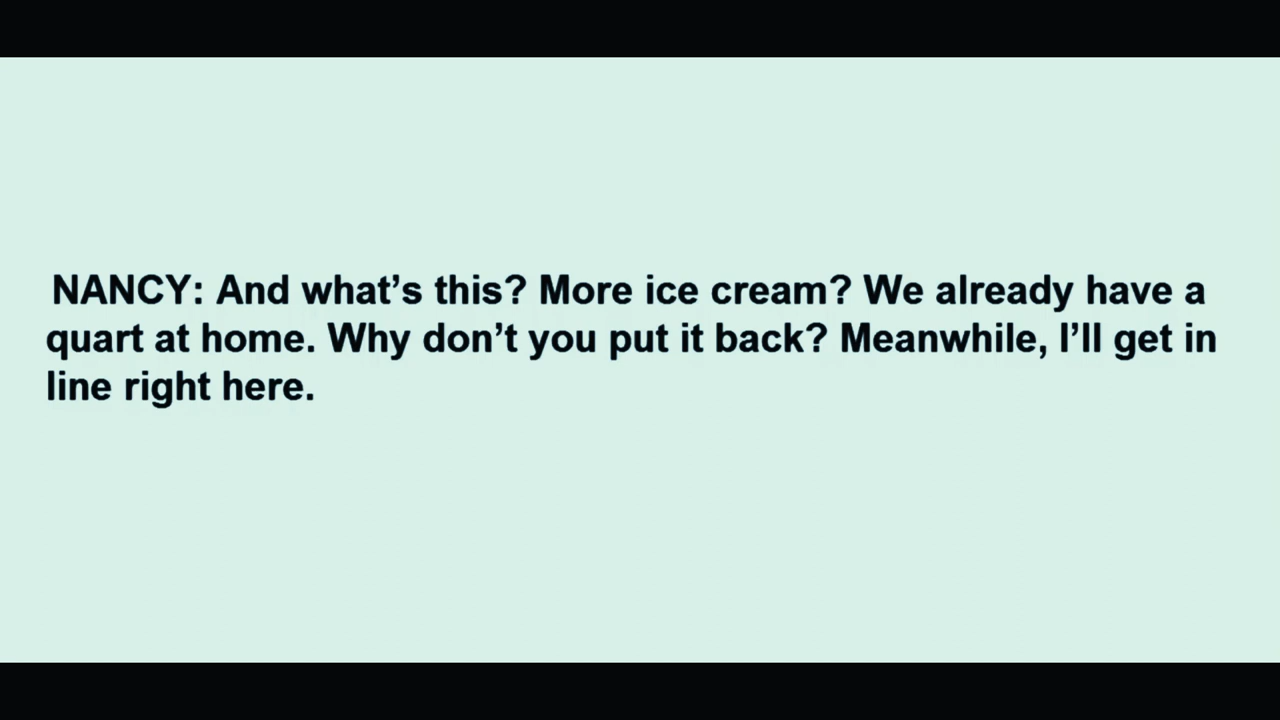 NANCY: And what’s this? More ice cream? We already have a
quart at home. Why don’t you put it back? Meanwhile, I’ll get in
line right here.